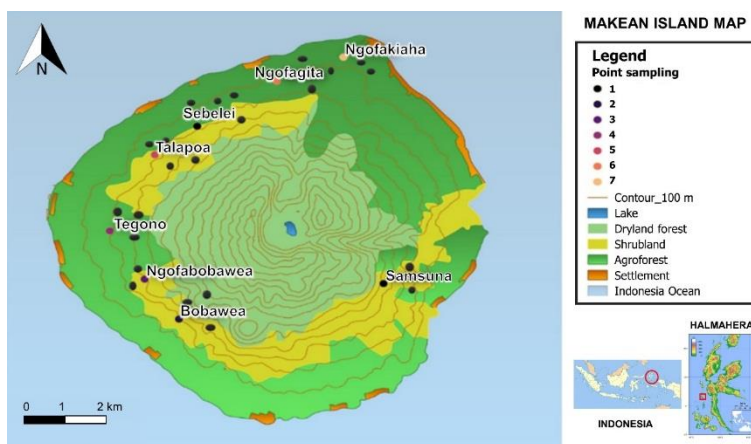 MAKEAN ISLAND MAP
Ngofakiaha
Ngofagita
Sebelei
Talapoa
Tegono
Ngofabobawea
Bobawea
Samsuna
N
0 1 2 km
Legend
Point sampling
1
2
3
4
5
6
7
Contour_100 m
Lake
Dryland forest
Shrubland
Agroforest
Settlement
Indonesia Ocean
HALMAHERA
INDONESIA